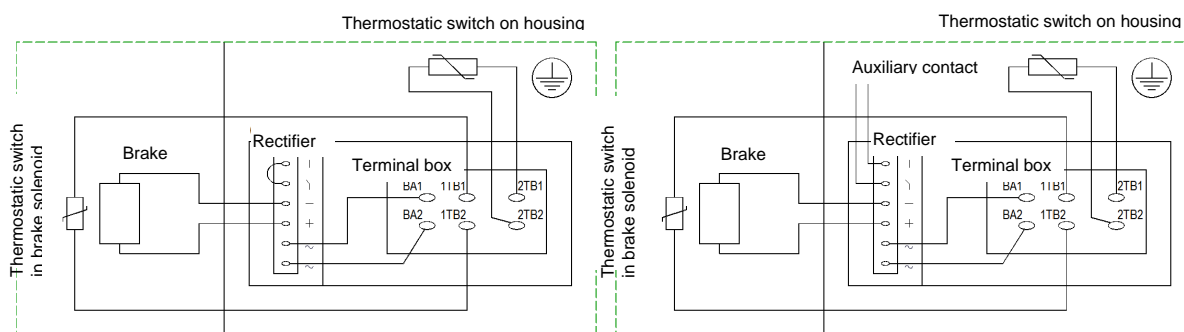 Thermostatic switch on housing
Thermostatic switch
in brake solenoid
Brake
Rectifier
Terminal box
BA1 1TB1 2TB1
BA2 1TB2 2TB2
−
+
~
~
Thermostatic switch on housing
Auxiliary contact
Thermostatic switch
in brake solenoid
Brake
Rectifier
Terminal box
BA1 1TB1 2TB1
BA2 1TB2 2TB2
−
+
~
~